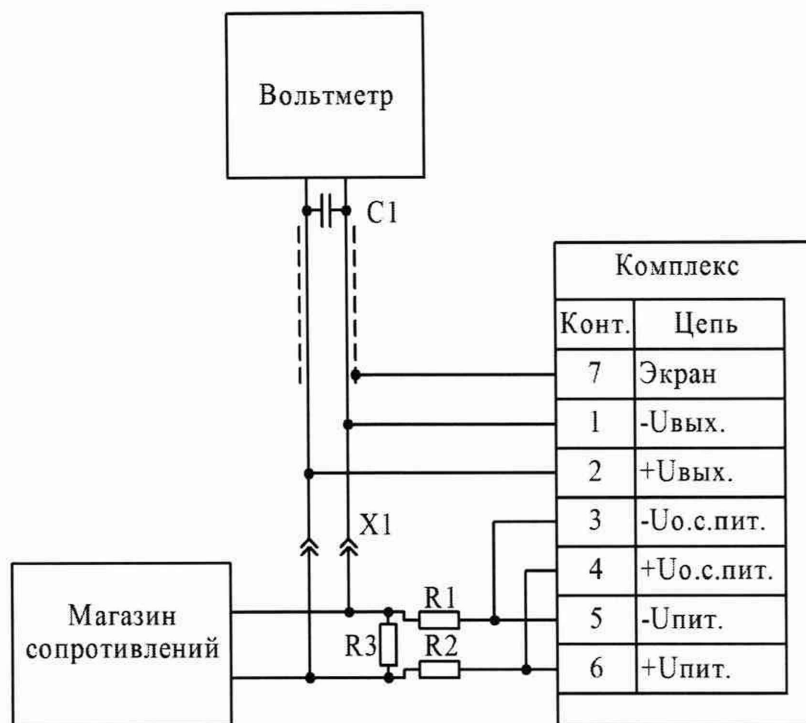 Вольтметр
C1
Комплекс
Конт. Цепь
7 Экран
1 -Uвых.
2 +Uвых.
X1
3 -Uо.с.пит.
4 +Uо.с.пит.
Магазин
сопротивлений
R1
5 -Uпит.
R3
R2
6 +Uпит.